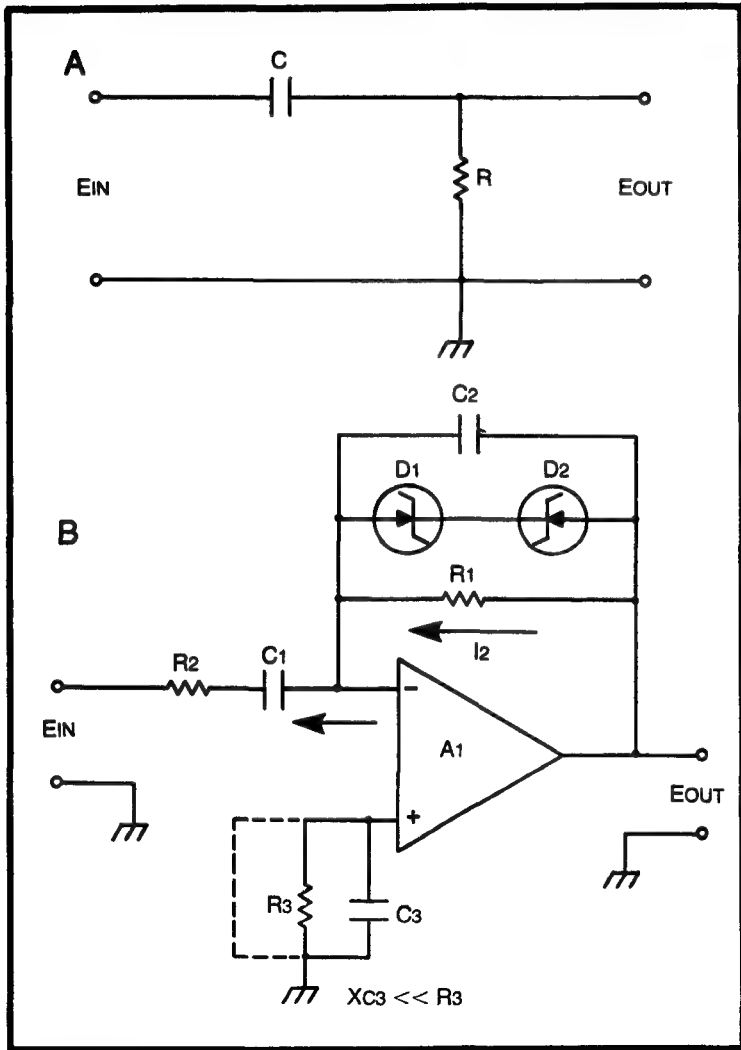 A
C
EIN
R
EOUT
C2
D1
D2
B
R1
I2
R2
C1
−
EIN
A1
EOUT
+
R3
C3
XC3 << R3